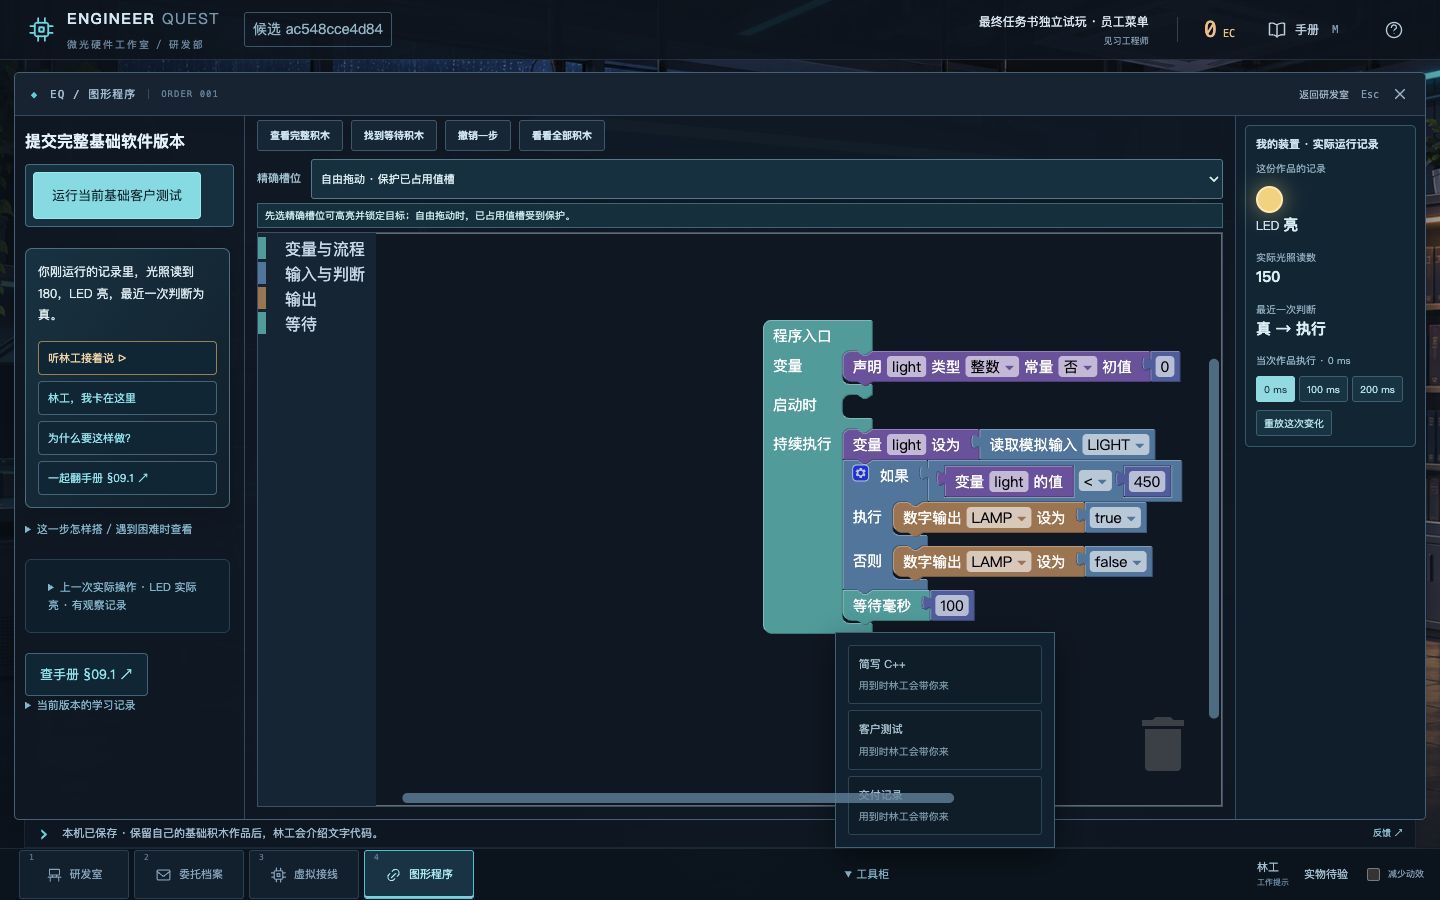 ENGINEER QUEST
微光硬件工作室 / 研发部
候选 ac548cce4d84
最终任务书独立试玩 · 员工菜单
见习工程师
0 EC
手册 M
EQ / 图形程序 ORDER 001
返回研发室 Esc
提交完整基础软件版本
运行当前基础客户测试
你刚运行的记录里，光照读到
180，LED 亮，最近一次判断为
真。
听林工接着说
林工，我卡在这里
为什么要这样做?
一起翻手册 §09.1 ↗
这一步怎样搭 / 遇到困难时查看
上一次实际操作 · LED 实际
亮 · 有观察记录
查手册 §09.1 ↗
当前版本的学习记录
查看完整积木 找到等待积木 撤销一步 看看全部积木
精确槽位 自由拖动 · 保护已占用值槽
先选精确槽位可高亮并锁定目标；自由拖动时，已占用值槽受到保护。
变量与流程
输入与判断
输出
等待
程序入口
变量 声明 light 类型 整数 常量 否 初值 0
启动时
持续执行 变量 light 设为 读取模拟输入 LIGHT
如果 变量 light 的值 < 450
执行 数字输出 LAMP 设为 true
否则 数字输出 LAMP 设为 false
等待毫秒 100
简写 C++
用到时林工会带你来
客户测试
用到时林工会带你来
交付记录
用到时林工会带你来
我的装置 · 实际运行记录
这份作品的记录
LED 亮
实际光照读数
150
最近一次判断
真 → 执行
当次作品执行 · 0 ms
0 ms 100 ms 200 ms
重放这次变化
本机已保存 · 保留自己的基础积木作品后，林工会介绍文字代码。
反馈 ↗
1 研发室
2 委托档案
3 虚拟接线
4 图形程序
▼ 工具柜
林工
工作提示
实物待验
减少动效